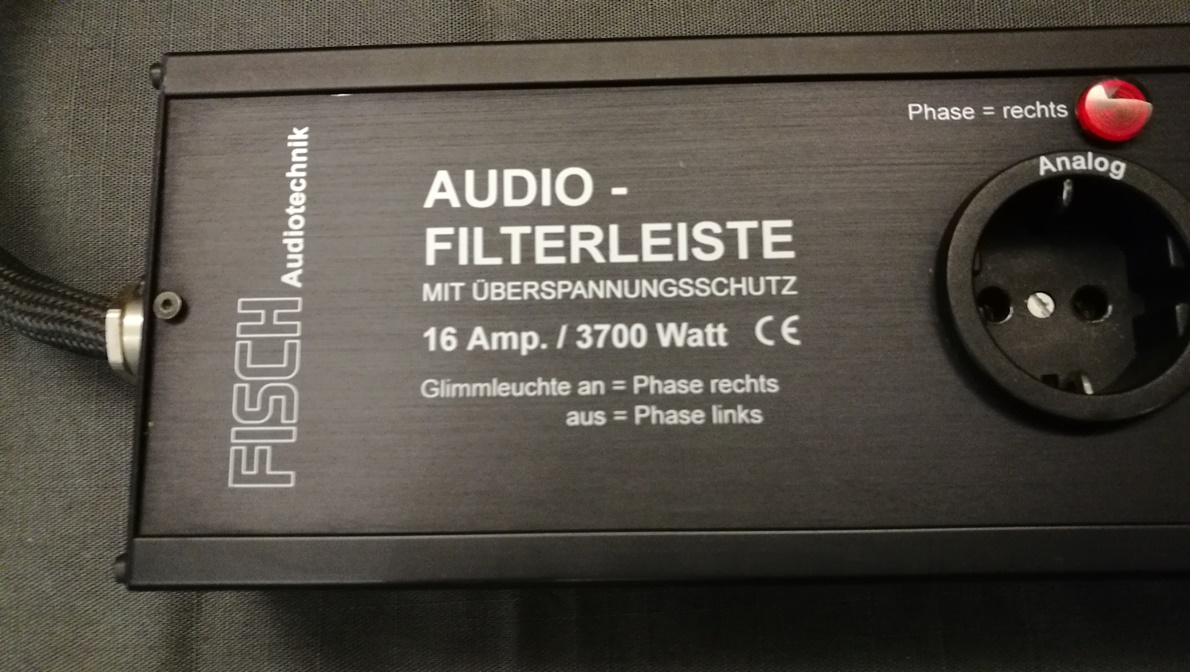 FISCH Audiotechnik
AUDIO -
FILTERLEISTE
MIT ÜBERSPANNUNGSSCHUTZ
16 Amp. / 3700 Watt CE
Glimmleuchte an = Phase rechts
aus = Phase links
Phase = rechts
Analog